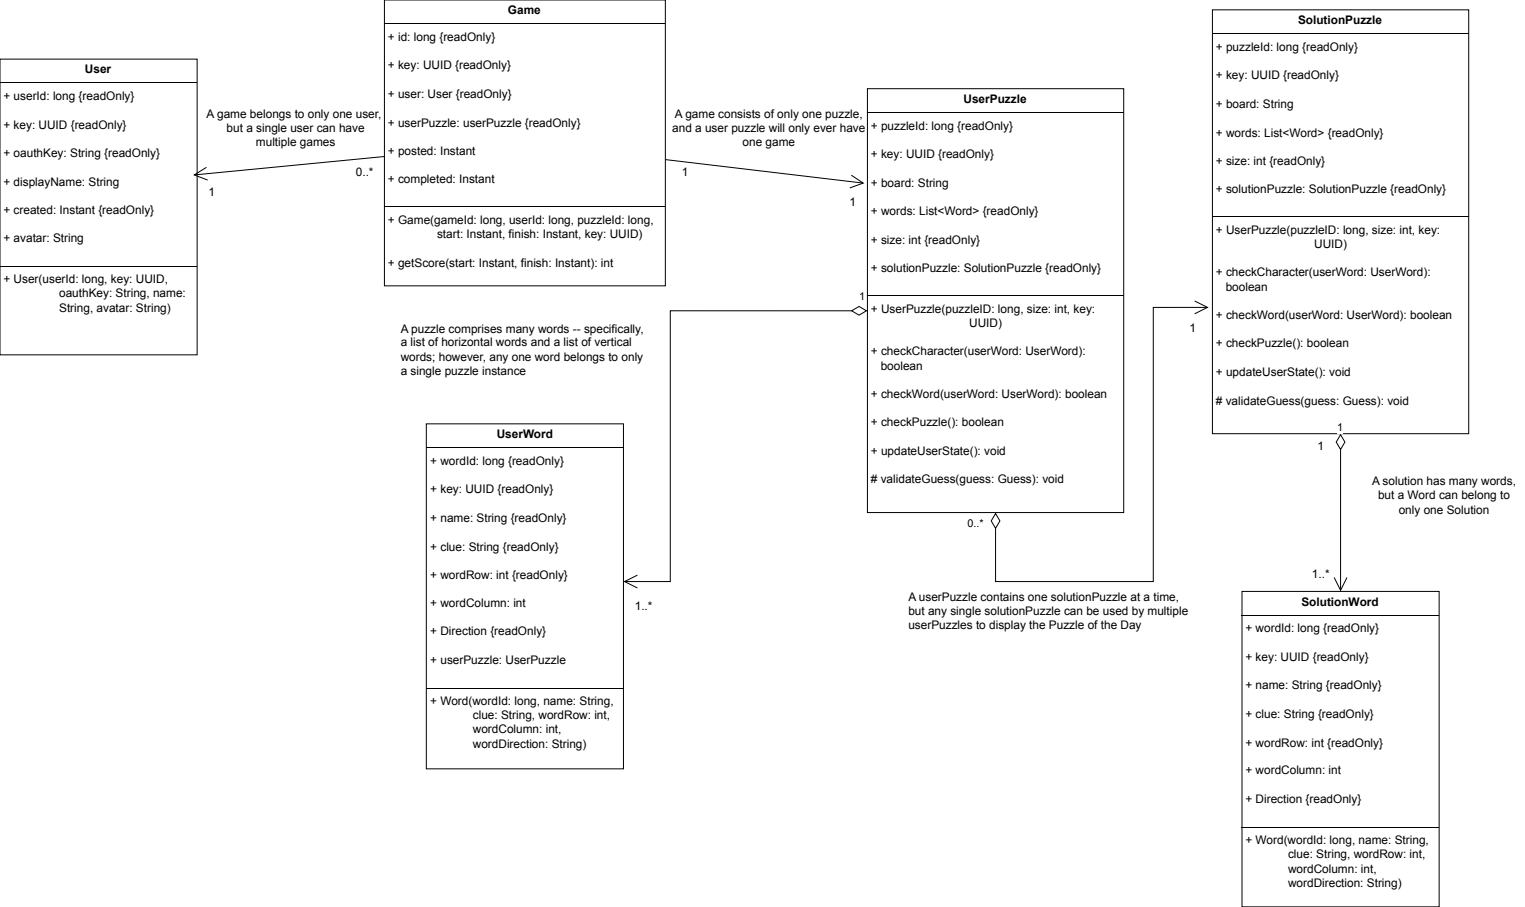 User
+ userId: long {readOnly}
+ key: UUID {readOnly}
+ oauthKey: String {readOnly}
+ displayName: String
+ created: Instant {readOnly}
+ avatar: String
+ User(userId: long, key: UUID,
oauthKey: String, name:
String, avatar: String)
A game belongs to only one user,
but a single user can have
multiple games
0..*
1
Game
+ id: long {readOnly}
+ key: UUID {readOnly}
+ user: User {readOnly}
+ userPuzzle: userPuzzle {readOnly}
+ posted: Instant
+ completed: Instant
+ Game(gameId: long, userId: long, puzzleId: long,
start: Instant, finish: Instant, key: UUID)
+ getScore(start: Instant, finish: Instant): int
A game consists of only one puzzle,
and a user puzzle will only ever have
one game
1
1
UserPuzzle
+ puzzleId: long {readOnly}
+ key: UUID {readOnly}
+ board: String
+ words: List<Word> {readOnly}
+ size: int {readOnly}
+ solutionPuzzle: SolutionPuzzle {readOnly}
+ UserPuzzle(puzzleID: long, size: int, key:
UUID)
+ checkCharacter(userWord: UserWord):
boolean
+ checkWord(userWord: UserWord): boolean
+ checkPuzzle(): boolean
+ updateUserState(): void
# validateGuess(guess: Guess): void
1
A puzzle comprises many words -- specifically,
a list of horizontal words and a list of vertical
words; however, any one word belongs to only
a single puzzle instance
1..*
UserWord
+ wordId: long {readOnly}
+ key: UUID {readOnly}
+ name: String {readOnly}
+ clue: String {readOnly}
+ wordRow: int {readOnly}
+ wordColumn: int
+ Direction {readOnly}
+ userPuzzle: UserPuzzle
+ Word(wordId: long, name: String,
clue: String, wordRow: int,
wordColumn: int,
wordDirection: String)
0..*
1
A userPuzzle contains one solutionPuzzle at a time,
but any single solutionPuzzle can be used by multiple
userPuzzles to display the Puzzle of the Day
SolutionPuzzle
+ puzzleId: long {readOnly}
+ key: UUID {readOnly}
+ board: String
+ words: List<Word> {readOnly}
+ size: int {readOnly}
+ solutionPuzzle: SolutionPuzzle {readOnly}
+ UserPuzzle(puzzleID: long, size: int, key:
UUID)
+ checkCharacter(userWord: UserWord):
boolean
+ checkWord(userWord: UserWord): boolean
+ checkPuzzle(): boolean
+ updateUserState(): void
# validateGuess(guess: Guess): void
1
1
A solution has many words,
but a Word can belong to
only one Solution
1..*
SolutionWord
+ wordId: long {readOnly}
+ key: UUID {readOnly}
+ name: String {readOnly}
+ clue: String {readOnly}
+ wordRow: int {readOnly}
+ wordColumn: int
+ Direction {readOnly}
+ Word(wordId: long, name: String,
clue: String, wordRow: int,
wordColumn: int,
wordDirection: String)